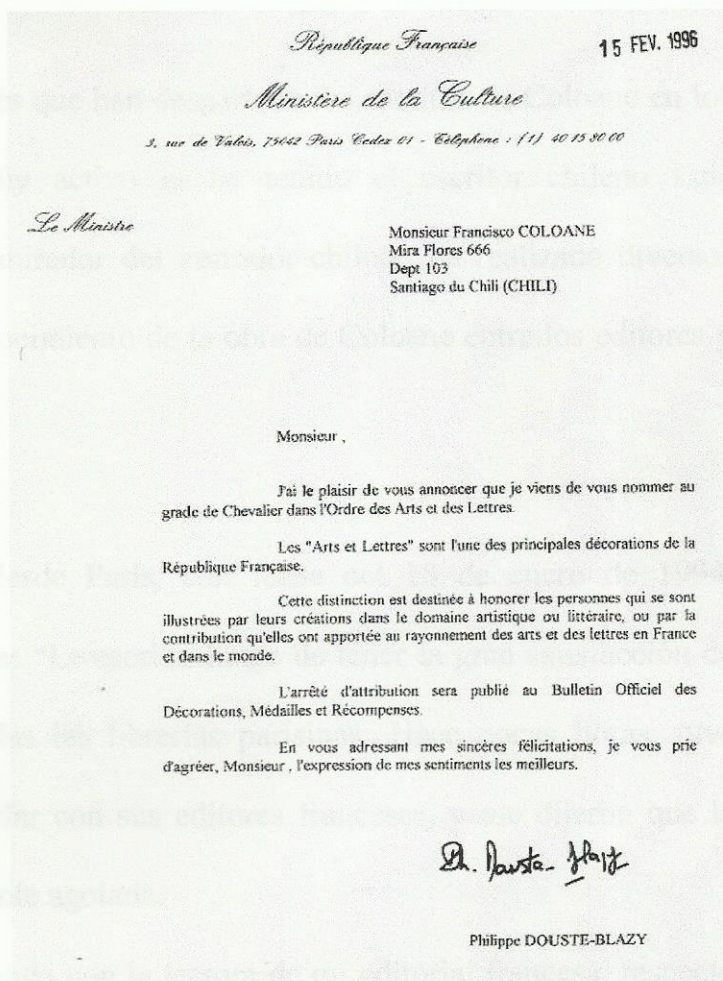 République Française
15 FEV. 1996
Ministère de la Culture
3, rue de Valois, 75042 Paris Cedex 01 - Téléphone : (1) 40 15 80 00
Le Ministre
Monsieur Francisco COLOANE
Mira Flores 666
Dept 103
Santiago du Chili (CHILI)
Monsieur ,
J'ai le plaisir de vous annoncer que je viens de vous nommer au
grade de Chevalier dans l'Ordre des Arts et des Lettres.
Les "Arts et Lettres" sont l'une des principales décorations de la
République Française.
Cette distinction est destinée à honorer les personnes qui se sont
illustrées par leurs créations dans le domaine artistique ou littéraire, ou par la
contribution qu'elles ont apportée au rayonnement des arts et des lettres en France
et dans le monde.
L'arrêté d'attribution sera publié au Bulletin Officiel des
Décorations, Médailles et Récompenses.
En vous adressant mes sincères félicitations, je vous prie
d'agréer, Monsieur , l'expression de mes sentiments les meilleurs.
Ph. Douste-Blazy
Philippe DOUSTE-BLAZY